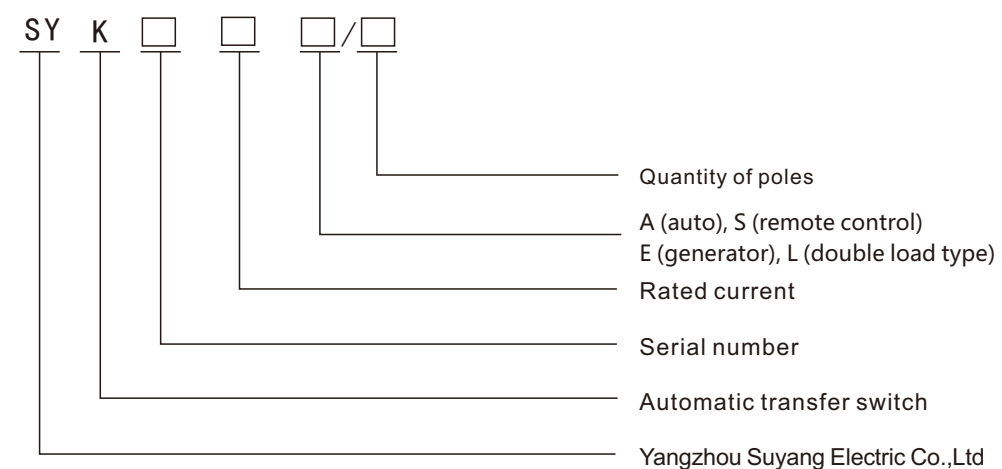 SY K □ □ □/□
Quantity of poles
A (auto), S (remote control)
E (generator), L (double load type)
Rated current
Serial number
Automatic transfer switch
Yangzhou Suyang Electric Co.,Ltd